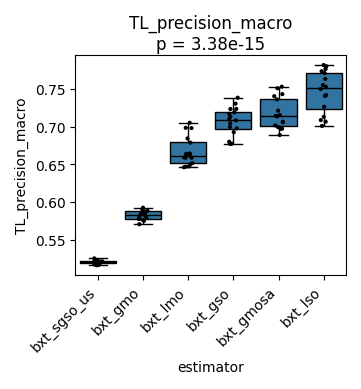 TL_precision_macro
p = 3.38e-15
TL_precision_macro
0.75
0.70
0.65
0.60
0.55
bxt_sgso_us
bxt_gmo
bxt_lmo
bxt_gso
bxt_gmosa
bxt_lso
estimator